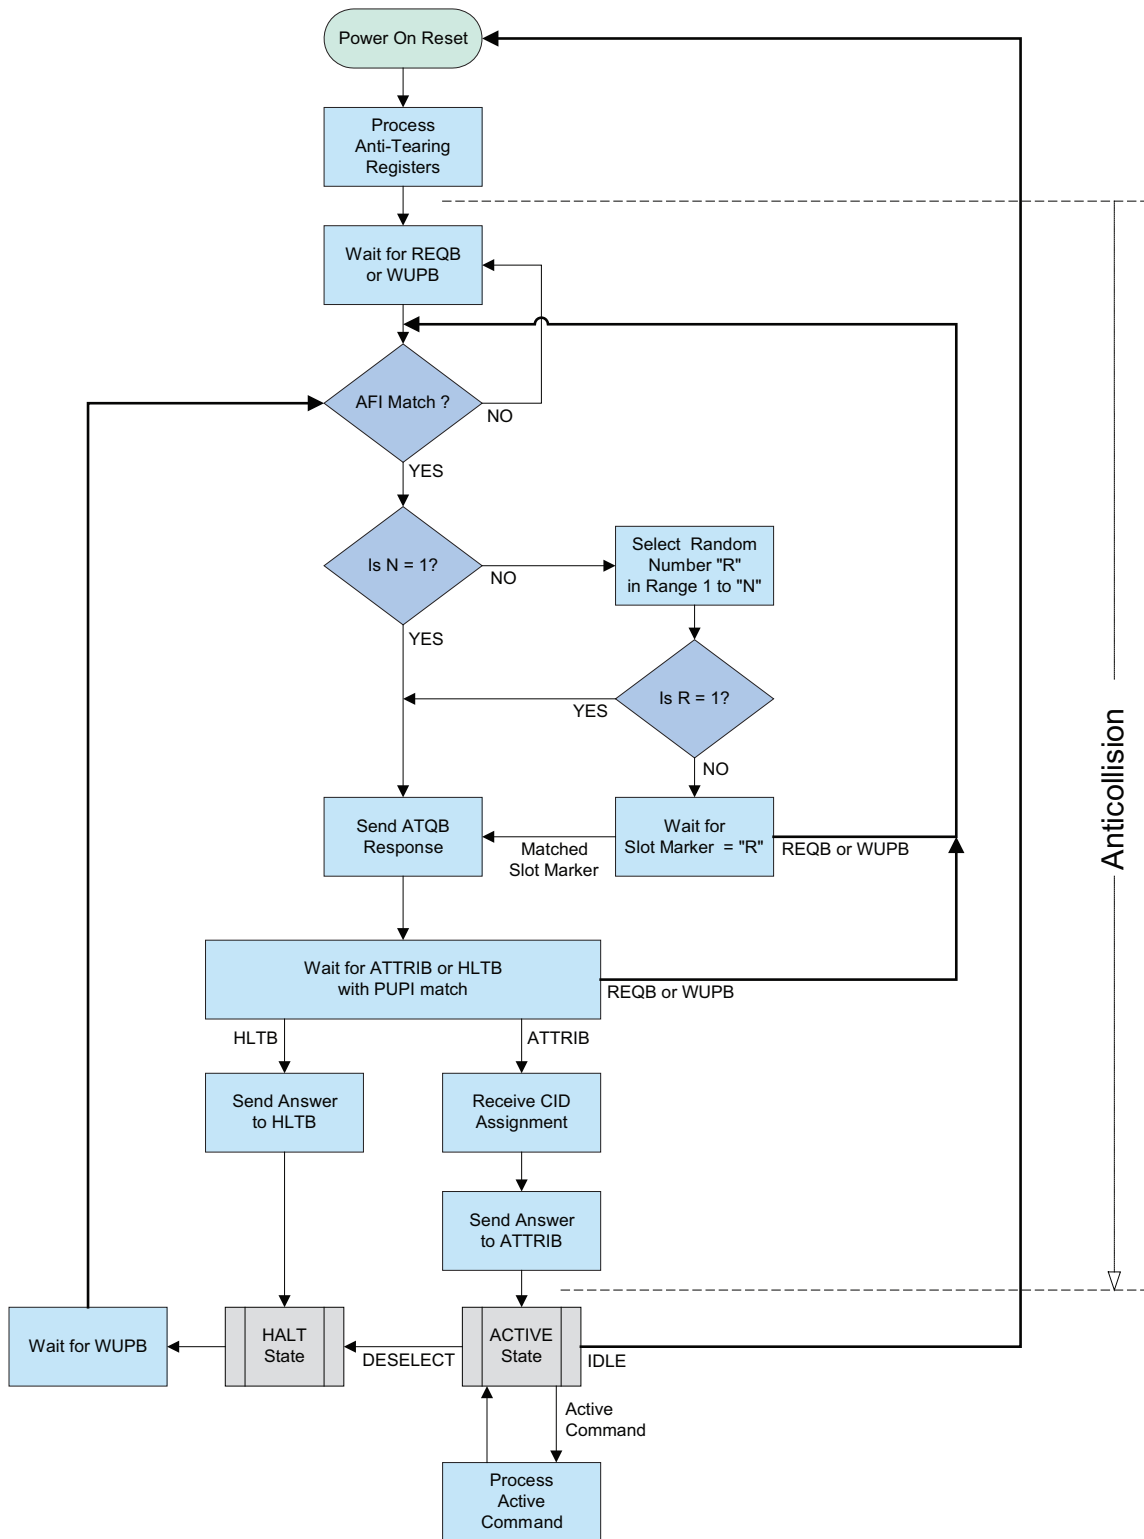 Power On Reset
Process
Anti-Tearing
Registers
Wait for REQB
or WUPB
AFI Match ?
NO
YES
Is N = 1?
NO
Select Random
Number "R"
in Range 1 to "N"
YES
Is R = 1?
YES
NO
Send ATQB
Response
Matched
Slot Marker
Wait for
Slot Marker = "R"
REQB or WUPB
Anticollision
Wait for ATTRIB or HLTB
with PUPI match
REQB or WUPB
HLTB
ATTRIB
Send Answer
to HLTB
Receive CID
Assignment
Send Answer
to ATTRIB
Wait for WUPB
HALT
State
DESELECT
ACTIVE
State
IDLE
Active
Command
Process
Active
Command